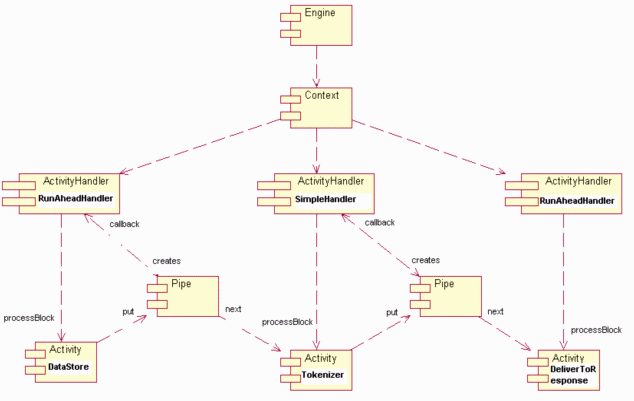 Engine
Context
ActivityHandler
RunAheadHandler
ActivityHandler
SimpleHandler
ActivityHandler
RunAheadHandler
callback
callback
creates
creates
Pipe
Pipe
put
next
put
next
processBlock
processBlock
processBlock
Activity
DataStore
Activity
Tokenizer
Activity
DeliverToR
esponse